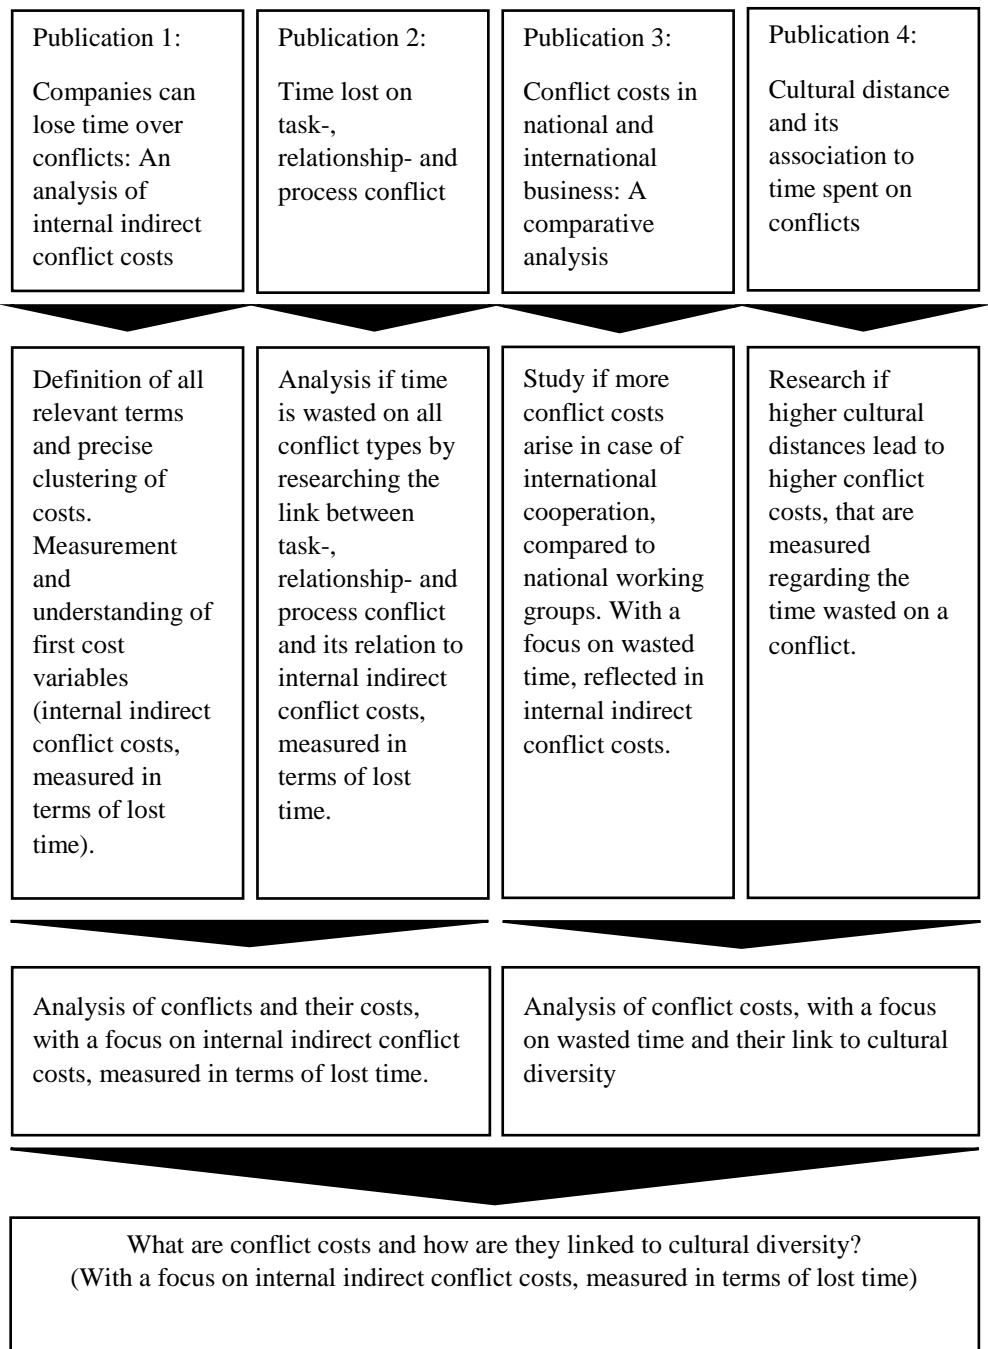 Publication 1:
Companies can
lose time over
conflicts: An
analysis of
internal indirect
conflict costs
Publication 2:
Time lost on
task-,
relationship- and
process conflict
Publication 3:
Conflict costs in
national and
international
business: A
comparative
analysis
Publication 4:
Cultural distance
and its
association to
time spent on
conflicts
Definition of all
relevant terms
and precise
clustering of
costs.
Measurement
and
understanding of
first cost
variables
(internal indirect
conflict costs,
measured in
terms of lost
time).
Analysis if time
is wasted on all
conflict types by
researching the
link between
task-,
relationship- and
process conflict
and its relation to
internal indirect
conflict costs,
measured in
terms of lost
time.
Study if more
conflict costs
arise in case of
international
cooperation,
compared to
national working
groups. With a
focus on wasted
time, reflected in
internal indirect
conflict costs.
Research if
higher cultural
distances lead to
higher conflict
costs, that are
measured
regarding the
time wasted on a
conflict.
Analysis of conflicts and their costs,
with a focus on internal indirect conflict
costs, measured in terms of lost time.
Analysis of conflict costs, with a focus
on wasted time and their link to cultural
diversity
What are conflict costs and how are they linked to cultural diversity?
(With a focus on internal indirect conflict costs, measured in terms of lost time)